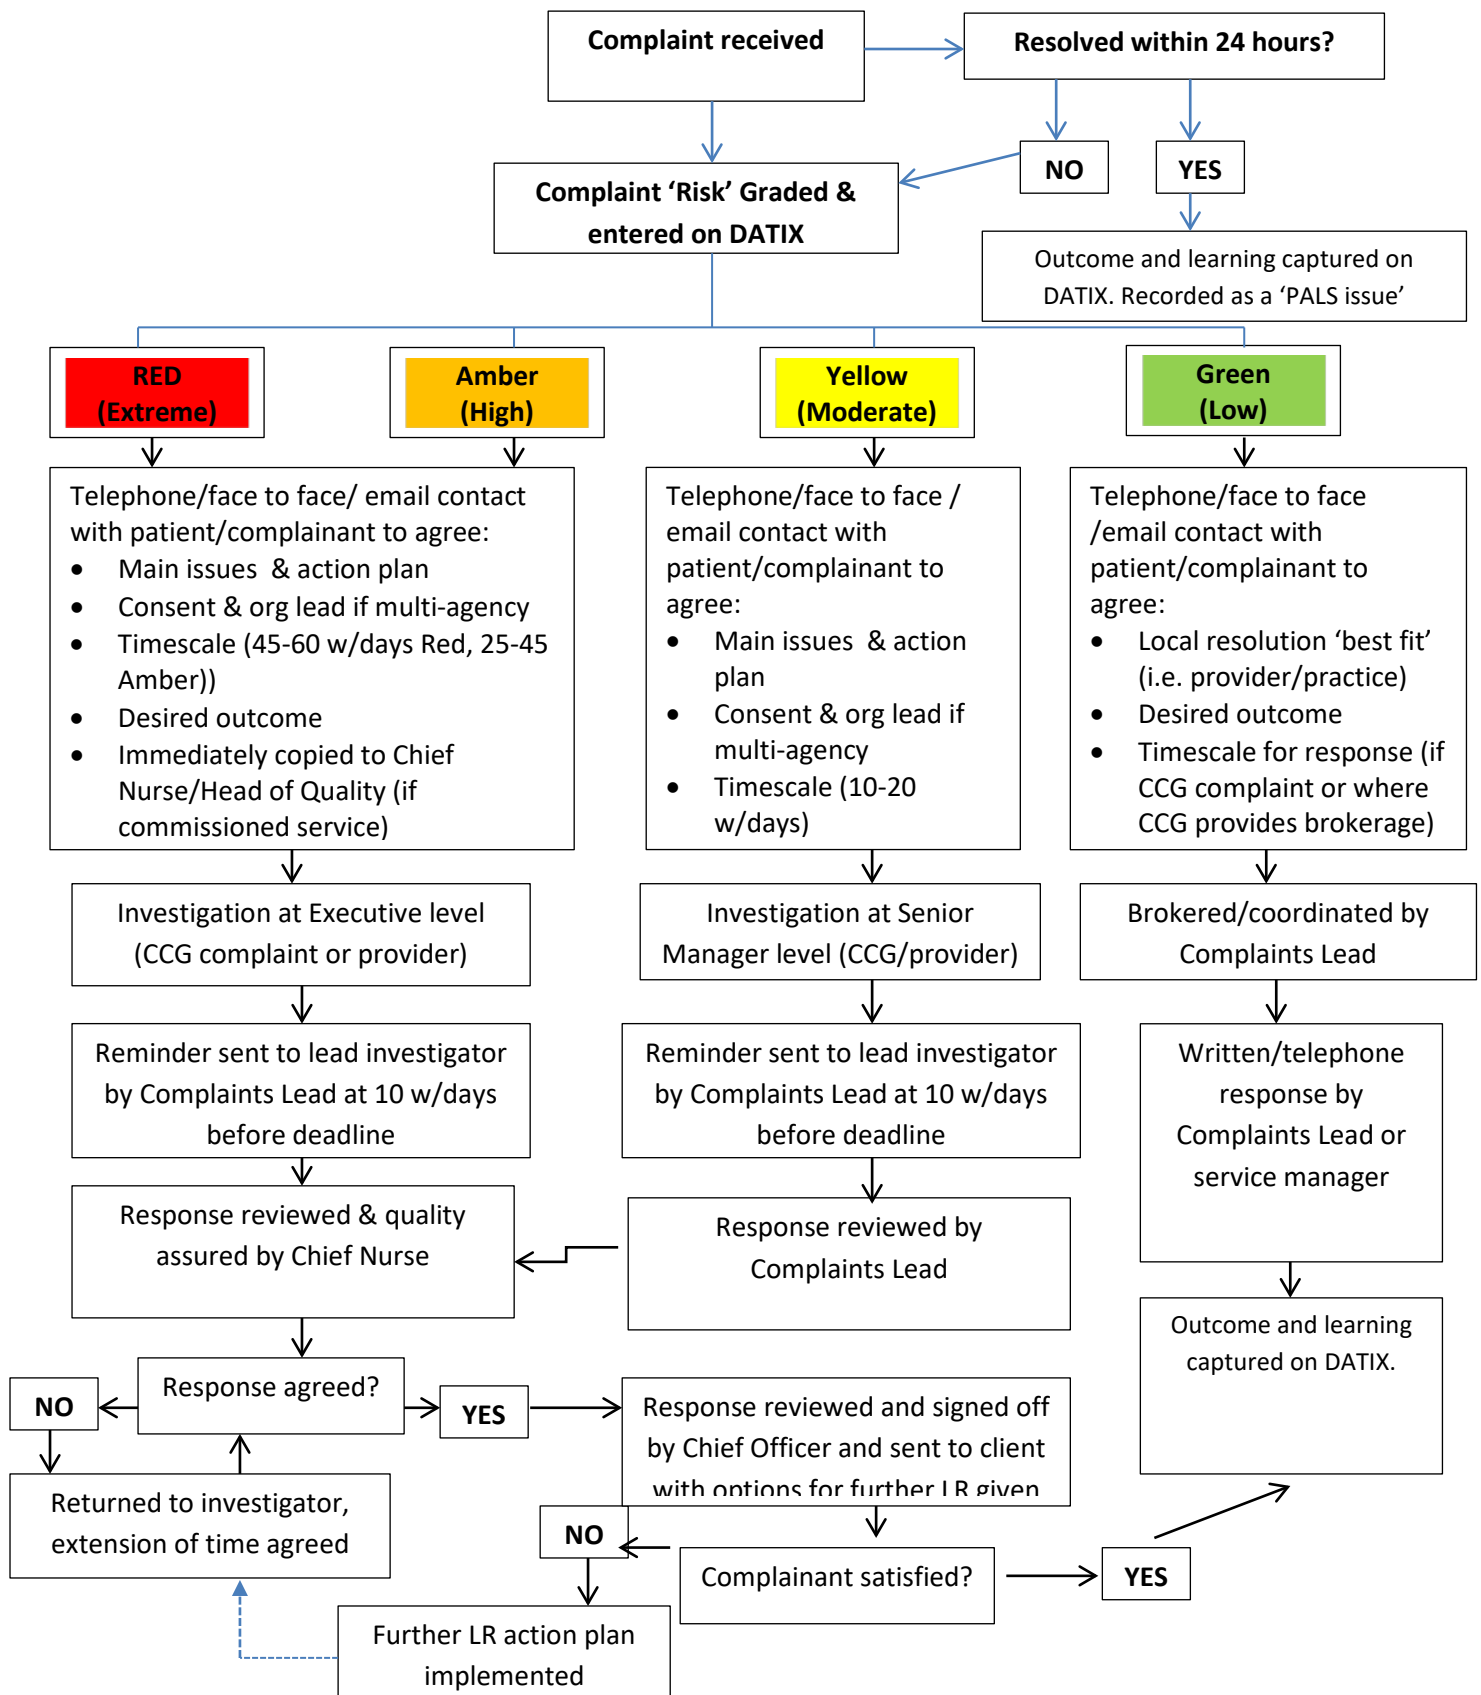 Complaint received
Resolved within 24 hours?
NO
YES
Complaint ‘Risk’ Graded &
entered on DATIX
Outcome and learning captured on
DATIX. Recorded as a ‘PALS issue’
RED
(Extreme)
Amber
(High)
Yellow
(Moderate)
Green
(Low)
Telephone/face to face/ email contact
with patient/complainant to agree:
• Main issues & action plan
• Consent & org lead if multi-agency
• Timescale (45-60 w/days Red, 25-45
Amber))
• Desired outcome
• Immediately copied to Chief
Nurse/Head of Quality (if
commissioned service)
Telephone/face to face /
email contact with
patient/complainant to
agree:
• Main issues & action
plan
• Consent & org lead if
multi-agency
• Timescale (10-20
w/days)
Telephone/face to face
/email contact with
patient/complainant to
agree:
• Local resolution ‘best fit’
(i.e. provider/practice)
• Desired outcome
• Timescale for response (if
CCG complaint or where
CCG provides brokerage)
Investigation at Executive level
(CCG complaint or provider)
Investigation at Senior
Manager level (CCG/provider)
Brokered/coordinated by
Complaints Lead
Reminder sent to lead investigator
by Complaints Lead at 10 w/days
before deadline
Reminder sent to lead investigator
by Complaints Lead at 10 w/days
before deadline
Written/telephone
response by
Complaints Lead or
service manager
Response reviewed & quality
assured by Chief Nurse
Response reviewed by
Complaints Lead
Outcome and learning
captured on DATIX.
Response agreed?
NO
YES
Response reviewed and signed off
by Chief Officer and sent to client
with options for further LR given
Returned to investigator,
extension of time agreed
NO
Complainant satisfied?
YES
Further LR action plan
implemented